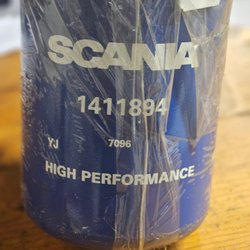 SCANIA
1411894
YJ 7096
HIGH PERFORMANCE